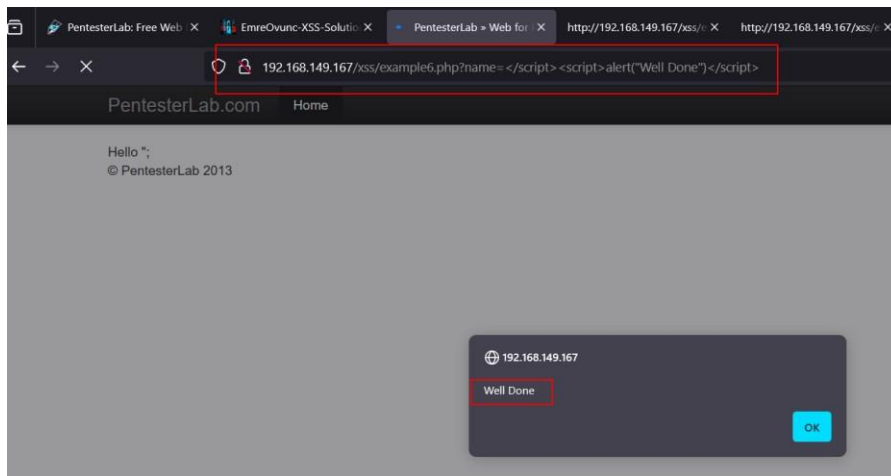 PentesterLab: Free Web
EmreOvunc-XSS-Solutio
PentesterLab » Web for
http://192.168.149.167/xss/e
http://192.168.149.167/xss/e
192.168.149.167/xss/example6.php?name=</script><script>alert("Well Done")</script>
PentesterLab.com Home
Hello ";
© PentesterLab 2013
192.168.149.167
Well Done
OK